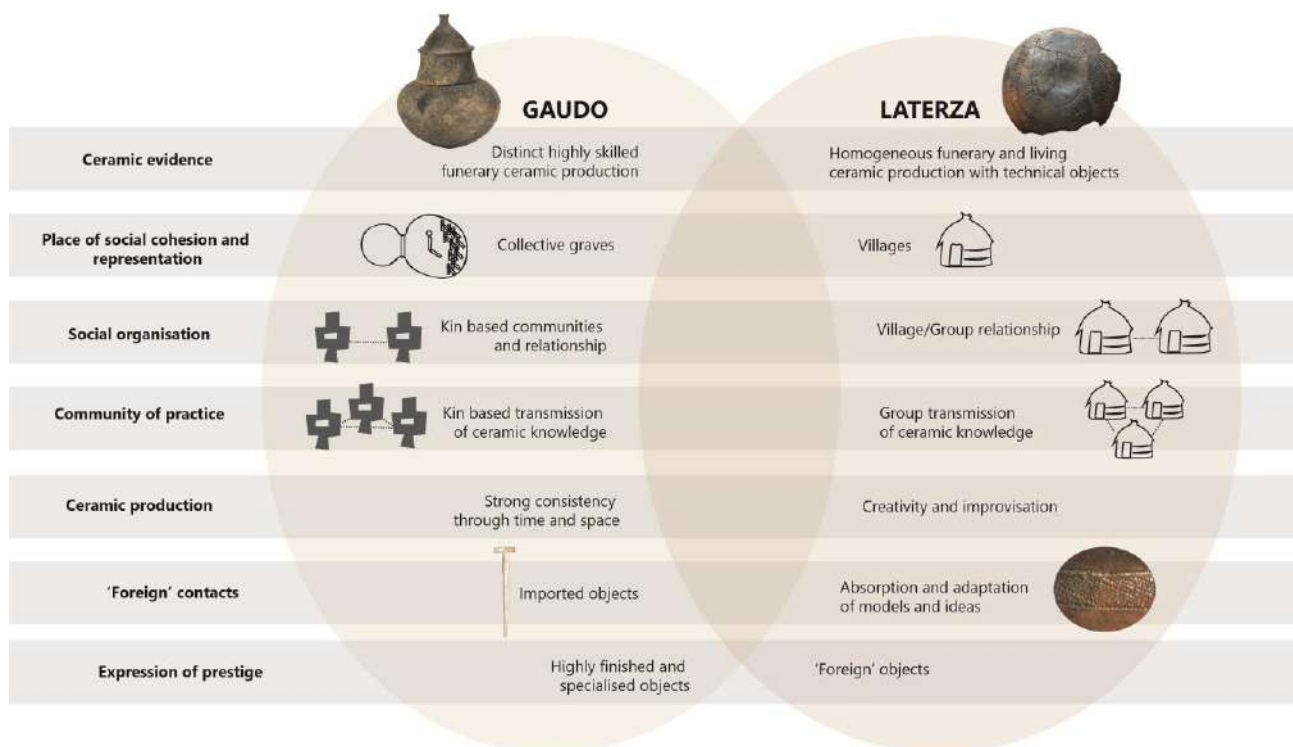 GAUDO
LATERZA
Ceramic evidence
Distinct highly skilled
funerary ceramic production
Homogeneous funerary and living
ceramic production with technical objects
Place of social cohesion and
representation
Collective graves
Villages
Social organisation
Kin based communities
and relationship
Village/Group relationship
Community of practice
Kin based transmission
of ceramic knowledge
Group transmission
of ceramic knowledge
Ceramic production
Strong consistency
through time and space
Creativity and improvisation
‘Foreign’ contacts
Imported objects
Absorption and adaptation
of models and ideas
Expression of prestige
Highly finished and
specialised objects
‘Foreign’ objects